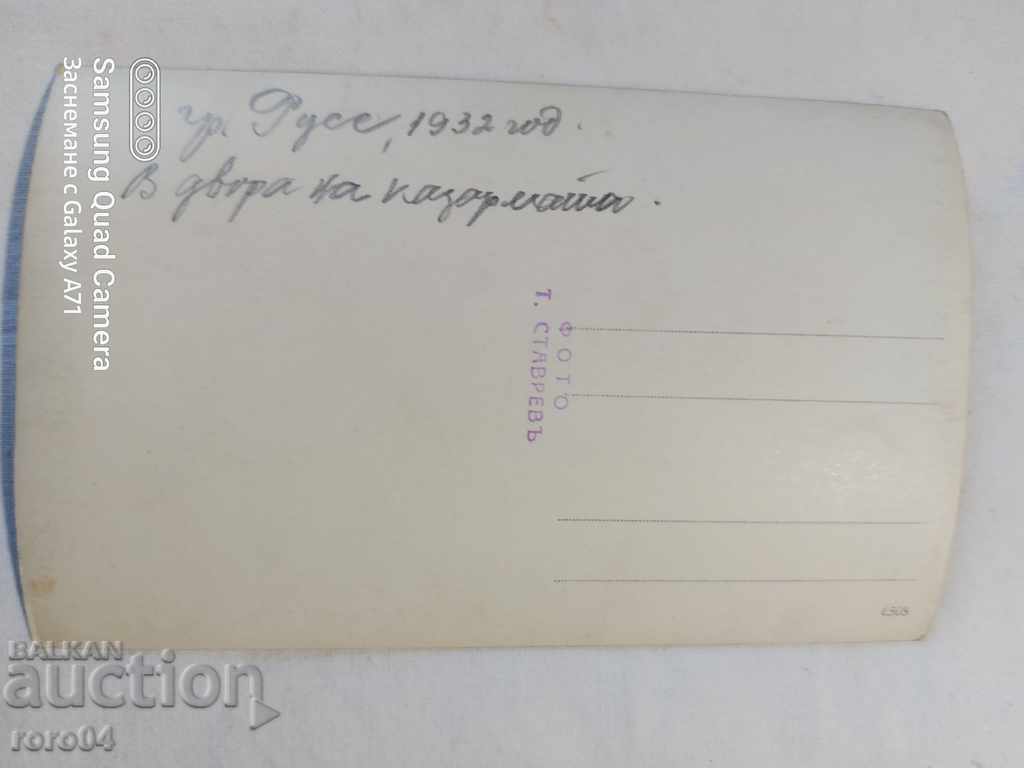 гр. Русе, 1932 год.
В двора на казармата.
ФОТО
Т. СТАВРЕВЪ
Samsung Quad Camera
Заснемане с Galaxy A71
BALKAN
auction
roro04